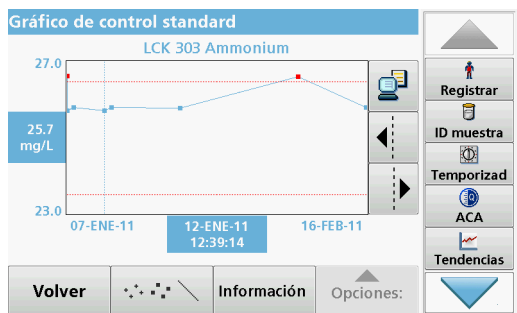 Gráfico de control standard
LCK 303 Ammonium
27.0
25.7
mg/L
23.0
07-ENE-11
12-ENE-11
12:39:14
16-FEB-11
Volver
Información
Opciones:
Registrar
ID muestra
Temporizad
ACA
Tendencias